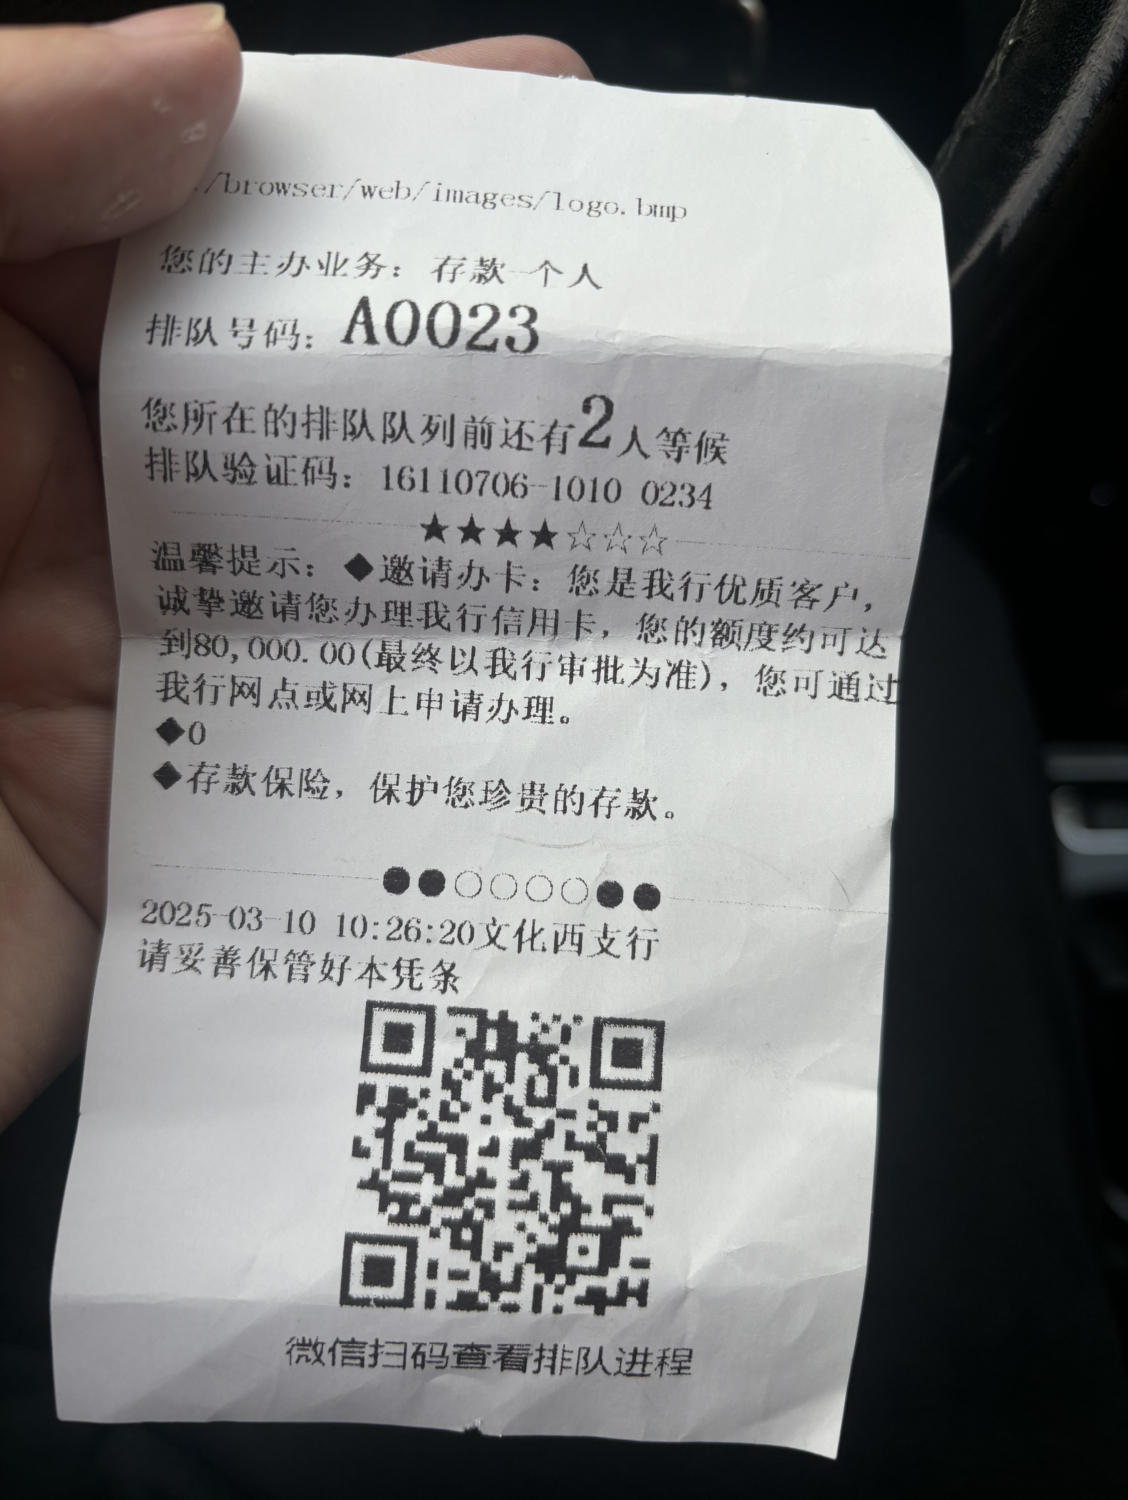 /browser/web/images/logo.bmp
您的主办业务：存款-个人
排队号码：A0023
您所在的排队队列前还有2人等候
排队验证码：16110706-1010 0234
★★★★☆☆☆
温馨提示：◆邀请办卡：您是我行优质客户，
诚挚邀请您办理我行信用卡，您的额度约可达
到80,000.00(最终以我行审批为准)，您可通过
我行网点或网上申请办理。
◆0
◆存款保险，保护您珍贵的存款。
●●○○○○●●
2025-03-10 10:26:20文化西支行
请妥善保管好本凭条
微信扫码查看排队进程